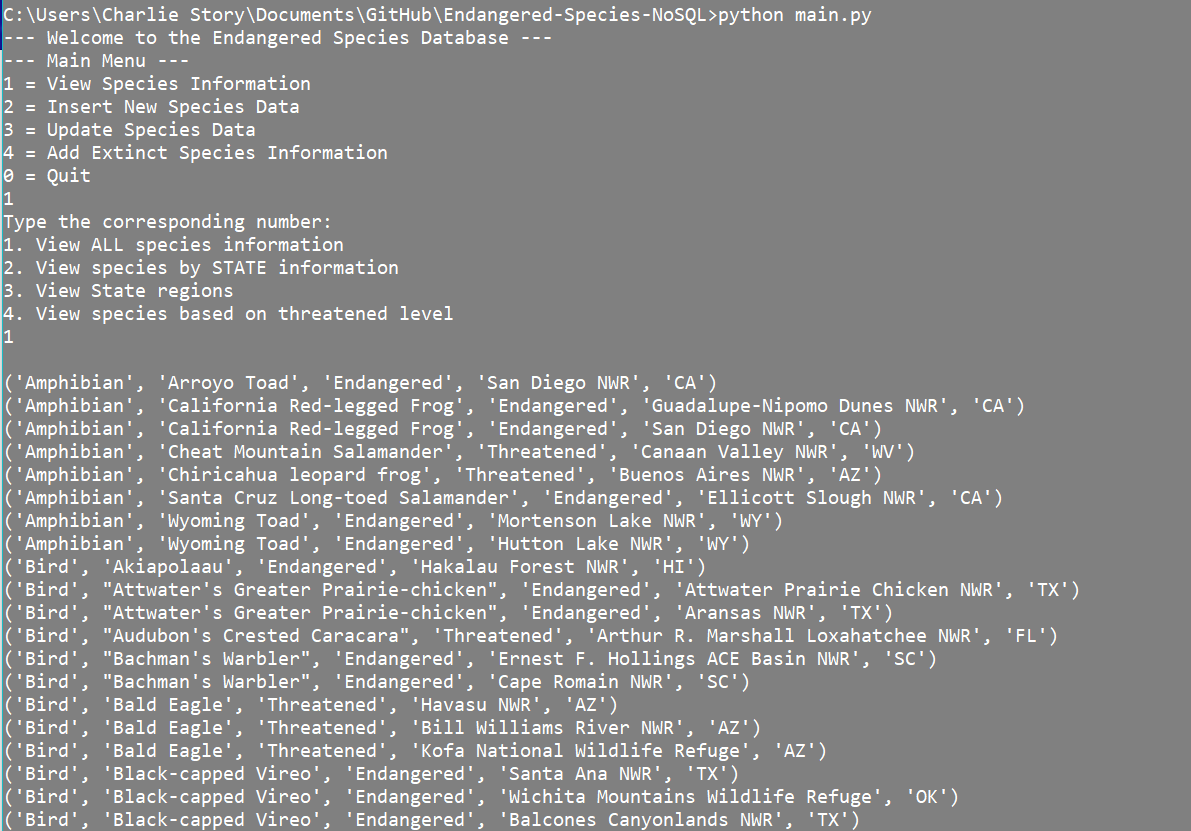 C:\Users\Charlie Story\Documents\GitHub\Endangered-Species-NoSQL>python main.py
--- Welcome to the Endangered Species Database ---
--- Main Menu ---
1 = View Species Information
2 = Insert New Species Data
3 = Update Species Data
4 = Add Extinct Species Information
0 = Quit
1
Type the corresponding number:
1. View ALL species information
2. View species by STATE information
3. View State regions
4. View species based on threatened level
1
('Amphibian', 'Arroyo Toad', 'Endangered', 'San Diego NWR', 'CA')
('Amphibian', 'California Red-legged Frog', 'Endangered', 'Guadalupe-Nipomo Dunes NWR', 'CA')
('Amphibian', 'California Red-legged Frog', 'Endangered', 'San Diego NWR', 'CA')
('Amphibian', 'Cheat Mountain Salamander', 'Threatened', 'Canaan Valley NWR', 'WV')
('Amphibian', 'Chiricahua leopard frog', 'Threatened', 'Buenos Aires NWR', 'AZ')
('Amphibian', 'Santa Cruz Long-toed Salamander', 'Endangered', 'Ellicott Slough NWR', 'CA')
('Amphibian', 'Wyoming Toad', 'Endangered', 'Mortenson Lake NWR', 'WY')
('Amphibian', 'Wyoming Toad', 'Endangered', 'Hutton Lake NWR', 'WY')
('Bird', 'Akiapolaau', 'Endangered', 'Hakalau Forest NWR', 'HI')
('Bird', "Attwater's Greater Prairie-chicken", 'Endangered', 'Attwater Prairie Chicken NWR', 'TX')
('Bird', "Attwater's Greater Prairie-chicken", 'Endangered', 'Aransas NWR', 'TX')
('Bird', "Audubon's Crested Caracara", 'Threatened', 'Arthur R. Marshall Loxahatchee NWR', 'FL')
('Bird', "Bachman's Warbler", 'Endangered', 'Ernest F. Hollings ACE Basin NWR', 'SC')
('Bird', "Bachman's Warbler", 'Endangered', 'Cape Romain NWR', 'SC')
('Bird', 'Bald Eagle', 'Threatened', 'Havasu NWR', 'AZ')
('Bird', 'Bald Eagle', 'Threatened', 'Bill Williams River NWR', 'AZ')
('Bird', 'Bald Eagle', 'Threatened', 'Kofa National Wildlife Refuge', 'AZ')
('Bird', 'Black-capped Vireo', 'Endangered', 'Santa Ana NWR', 'TX')
('Bird', 'Black-capped Vireo', 'Endangered', 'Wichita Mountains Wildlife Refuge', 'OK')
('Bird', 'Black-capped Vireo', 'Endangered', 'Balcones Canyonlands NWR', 'TX')